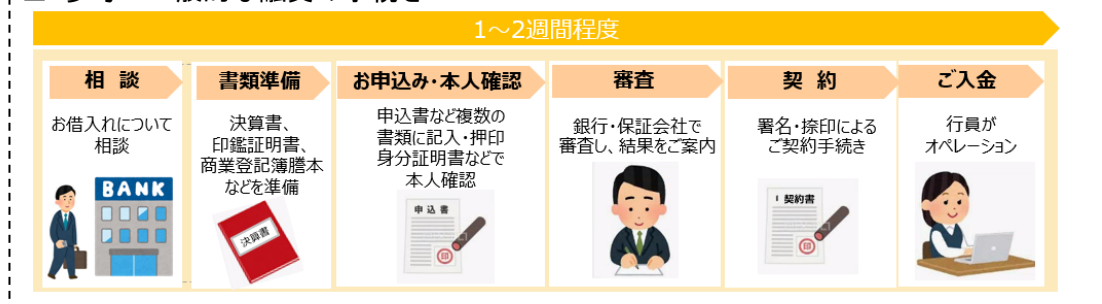 1～2週間程度
相 談
お借入れについて
相談
BANK
書類準備
決算書、
印鑑証明書、
商業登記簿謄本
などを準備
決算書
お申込み・本人確認
申込書など複数の
書類に記入・押印
身分証明書などで
本人確認
申 込 書
印
審査
銀行・保証会社で
審査し、結果をご案内
契 約
署名・捺印による
ご契約手続き
契約書
印
ご入金
行員が
オペレーション